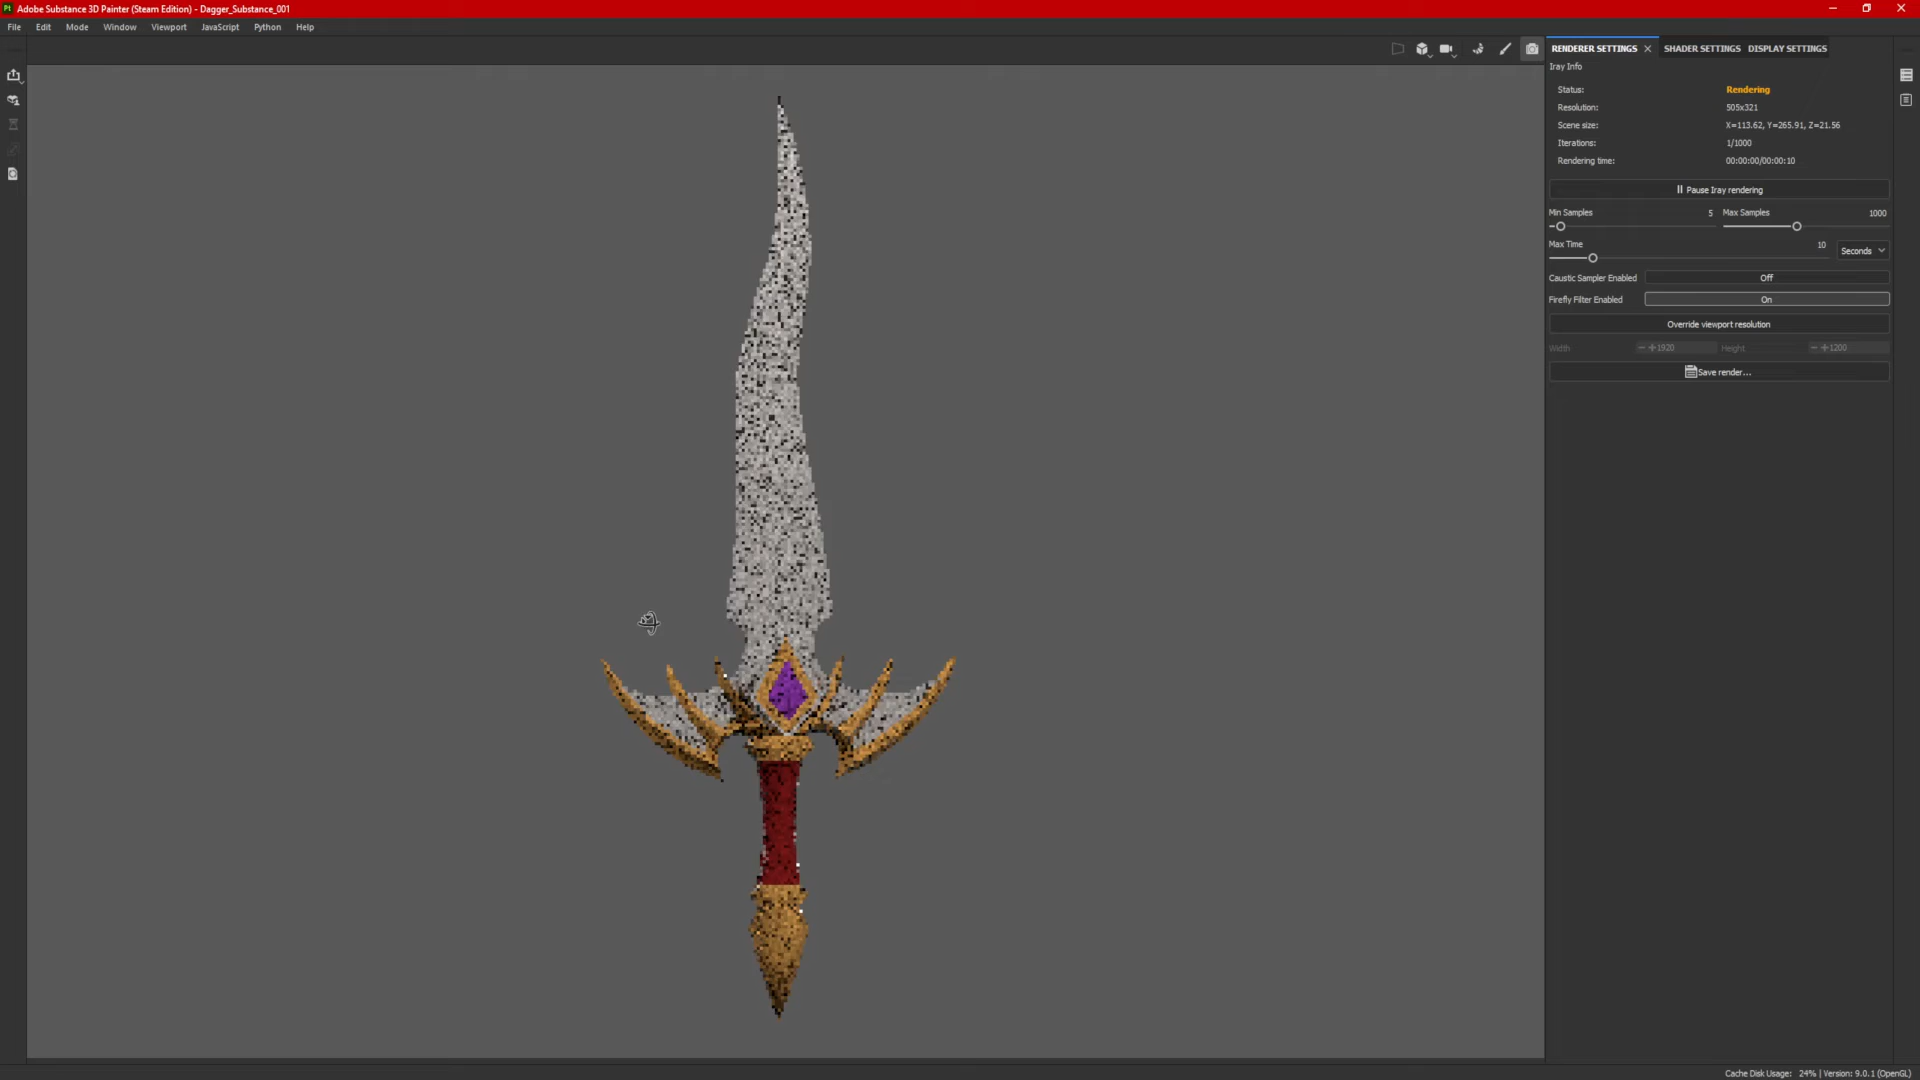 Pt Adobe Substance 3D Painter (Steam Edition) - Dagger_Substance_001
File Edit Mode Window Viewport JavaScript Python Help
RENDERER SETTINGS SHADER SETTINGS DISPLAY SETTINGS
Iray Info
Status: Rendering
Resolution: 505x321
Scene size: X=113.62, Y=265.91, Z=21.56
Iterations: 1/1000
Rendering time: 00:00:00/00:00:10
Pause Iray rendering
Min Samples 5 Max Samples 1000
Max Time 10 Seconds
Caustic Sampler Enabled Off
Firefly Filter Enabled On
Override viewport resolution
Width 1920 Height 1200
Save render...
Cache Disk Usage: 24% | Version: 9.0.1 (OpenGL)